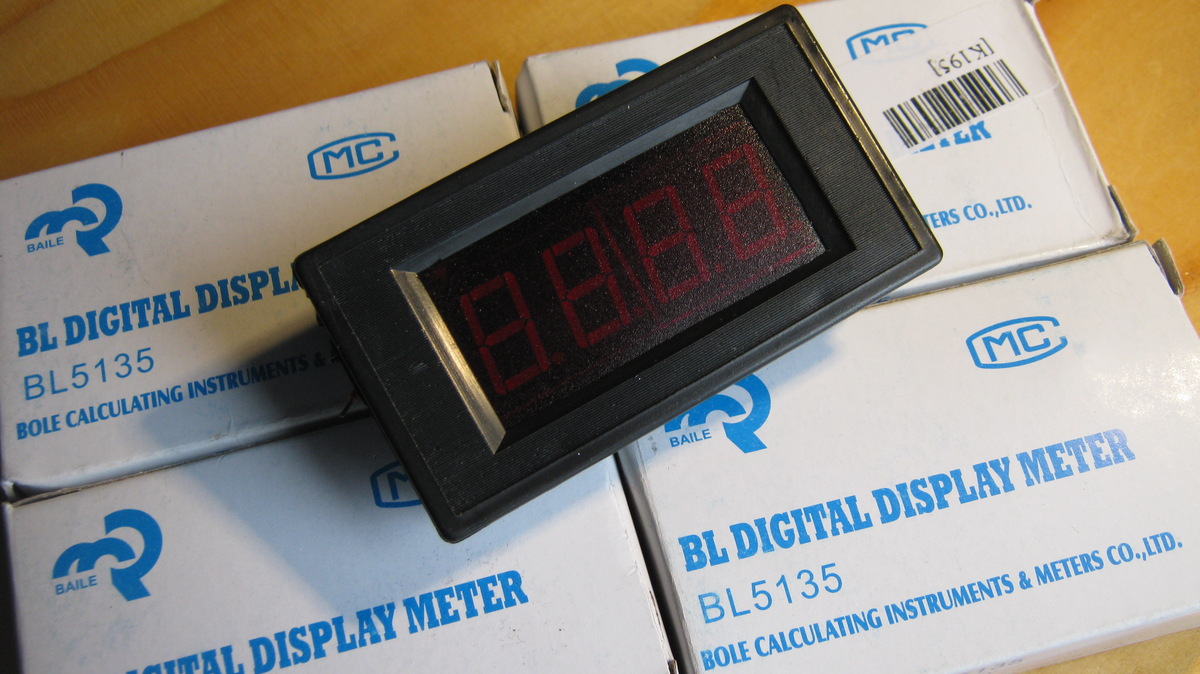 MC
BAILE
BL DIGITAL DISPLA
BL5135
BOLE CALCULATING INSTRUMENTS &
MC
[K195]
ETER
TERS CO.,LTD.
BAILE
DIGITAL DISPLAY METER
MC
BAILE
BL DIGITAL DISPLAY METER
BL5135
BOLE CALCULATING INSTRUMENTS & METERS CO.,LTD.